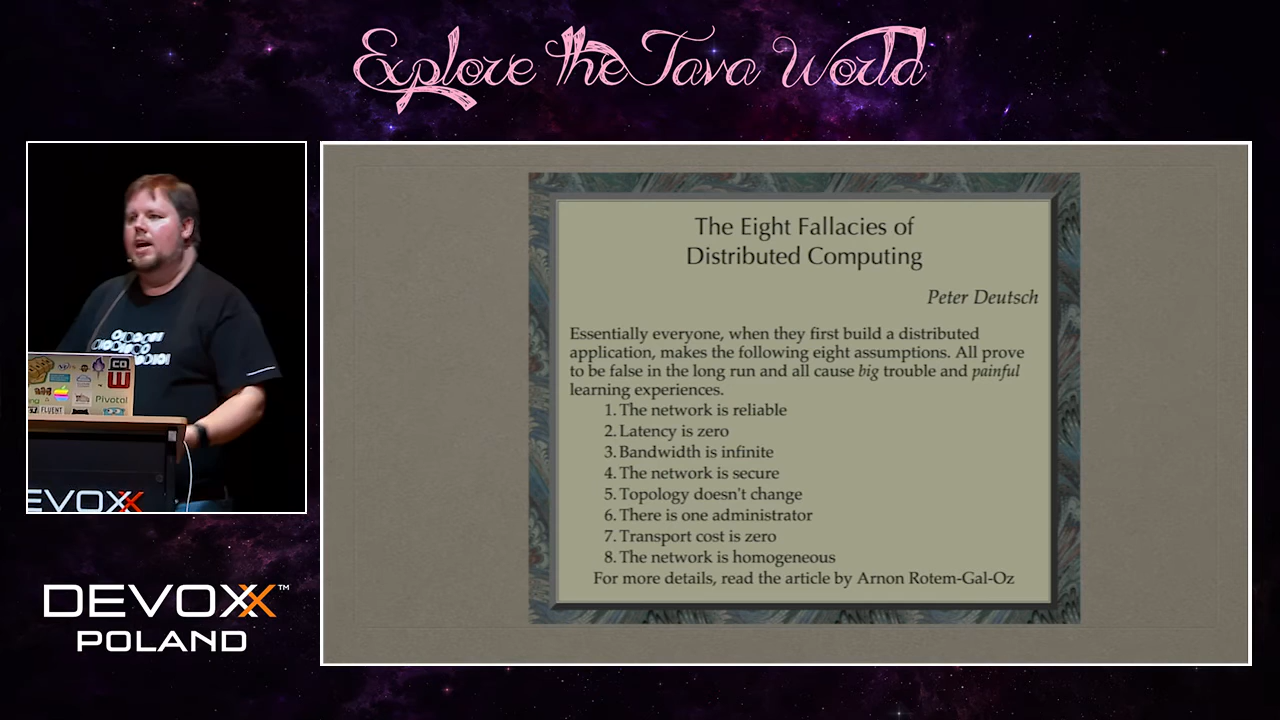 Explore the Java World
The Eight Fallacies of
Distributed Computing
Peter Deutsch
Essentially everyone, when they first build a distributed
application, makes the following eight assumptions. All prove
to be false in the long run and all cause big trouble and painful
learning experiences.
1. The network is reliable
2. Latency is zero
3. Bandwidth is infinite
4. The network is secure
5. Topology doesn't change
6. There is one administrator
7. Transport cost is zero
8. The network is homogeneous
For more details, read the article by Arnon Rotem-Gal-Oz
Pivotal
FLUENT
EVOXX
DEVOXX™
POLAND